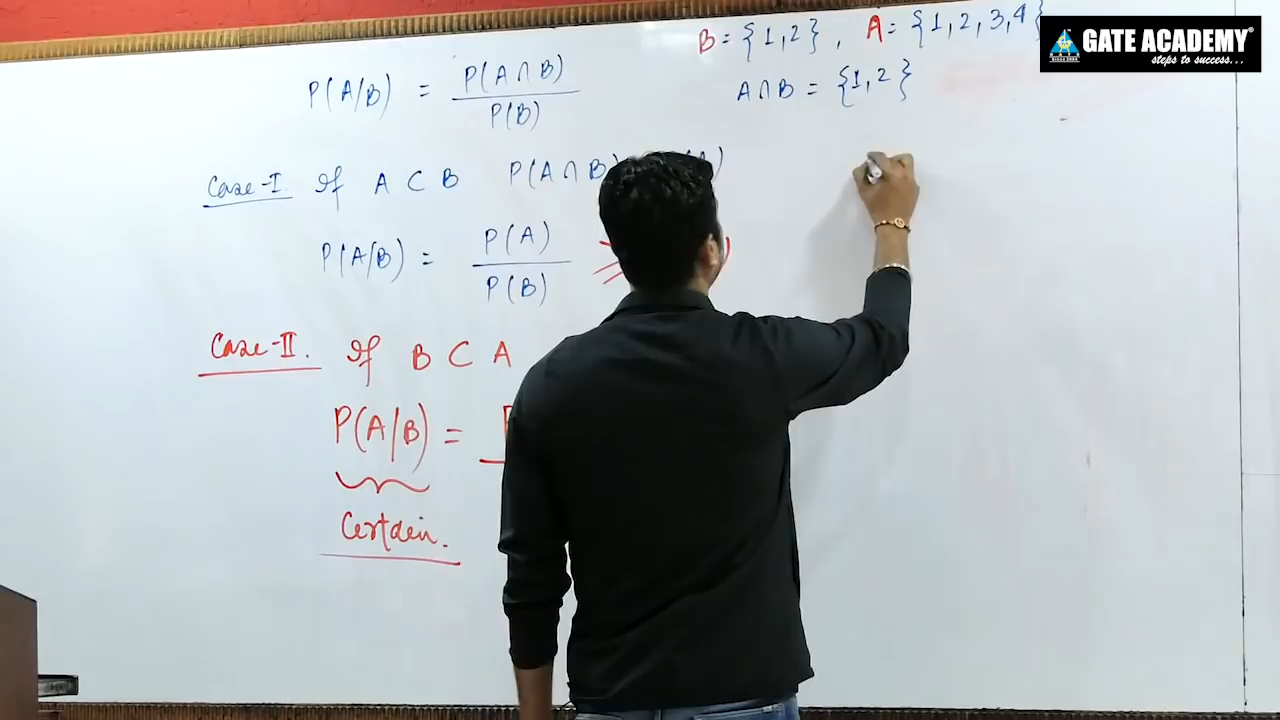 B = {1,2} , A = {1,2,3,4}
GATE ACADEMY®
steps to success...
P(A/B) = P(A∩B)
P(B)
A∩B = {1,2}
Case-I. If A ⊂ B P(A∩B)
P(A/B) = P(A)
P(B)
Case-II. If B ⊂ A
P(A/B) =
Certain.